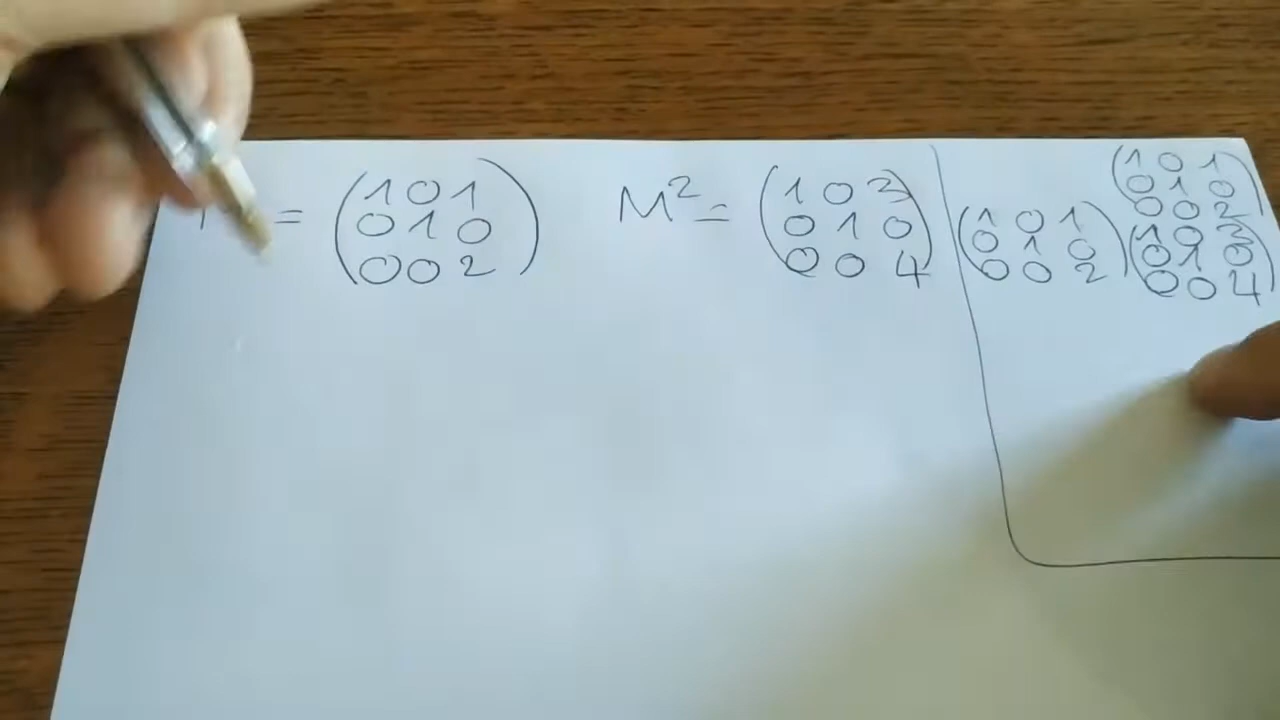 = (1 0 1
0 1 0
0 0 2)
M² = (1 0 2
0 1 0
0 0 4)
(1 0 1
0 1 0
0 0 2)
(1 0 1
0 1 0
0 0 2)
(1 0 3
0 1 0
0 0 4)